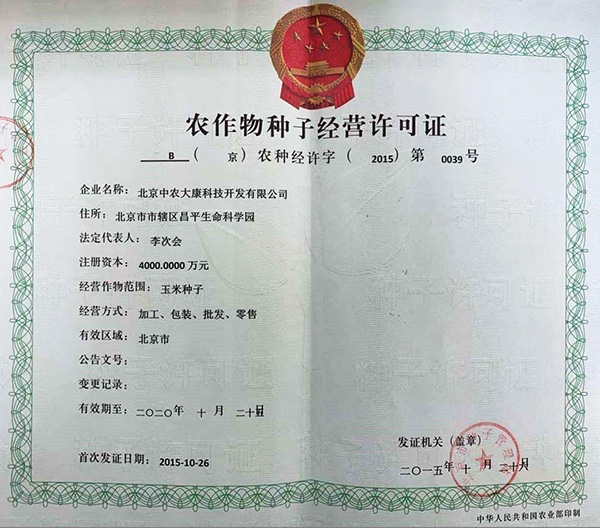 农作物种子经营许可证
B（京）农种经许字（2015）第0039号
企业名称：北京中农大康科技开发有限公司
住所：北京市市辖区昌平生命科学园
法定代表人：李次会
注册资本：4000.0000 万元
经营作物范围：玉米种子
经营方式：加工、包装、批发、零售
有效区域：北京市
公告文号：
变更记录：
有效期至：二〇二〇年 十 月 二十五
发证机关（盖章）
首次发证日期：2015-10-26
二〇一五年 十 月 二十六
中华人民共和国农业部印制
种子许可证